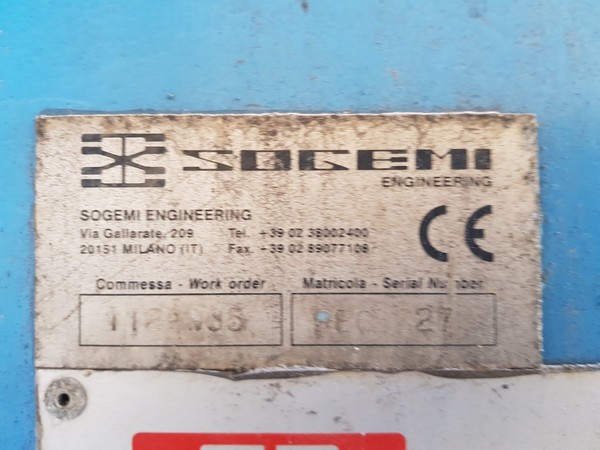 SOGEMI
ENGINEERING
SOGEMI ENGINEERING
Via Gallarate, 209 Tel. +39 02 38002400
20151 MILANO (IT) Fax. +39 02 89077108
CE
Commessa - Work order
Matricola - Serial Number
27